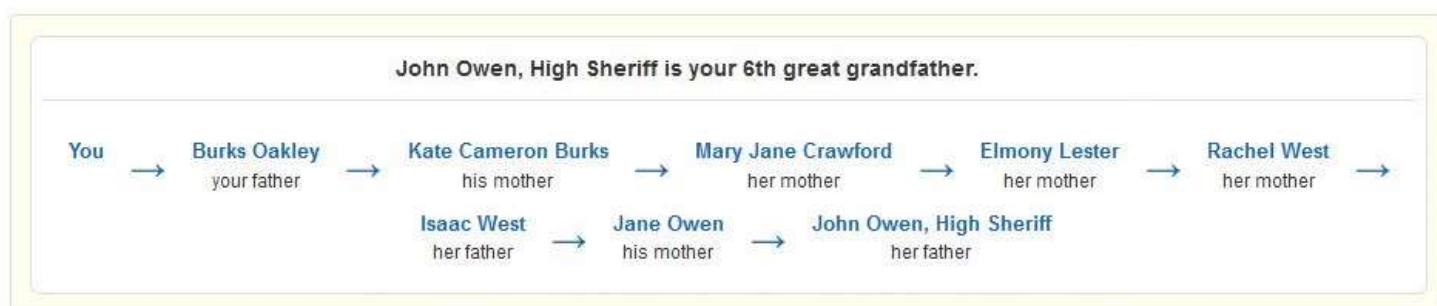 John Owen, High Sheriff is your 6th great grandfather.
You → Burks Oakley → Kate Cameron Burks → Mary Jane Crawford → Elmony Lester → Rachel West →
your father his mother her mother her mother her mother
Isaac West → Jane Owen → John Owen, High Sheriff
her father his mother her father